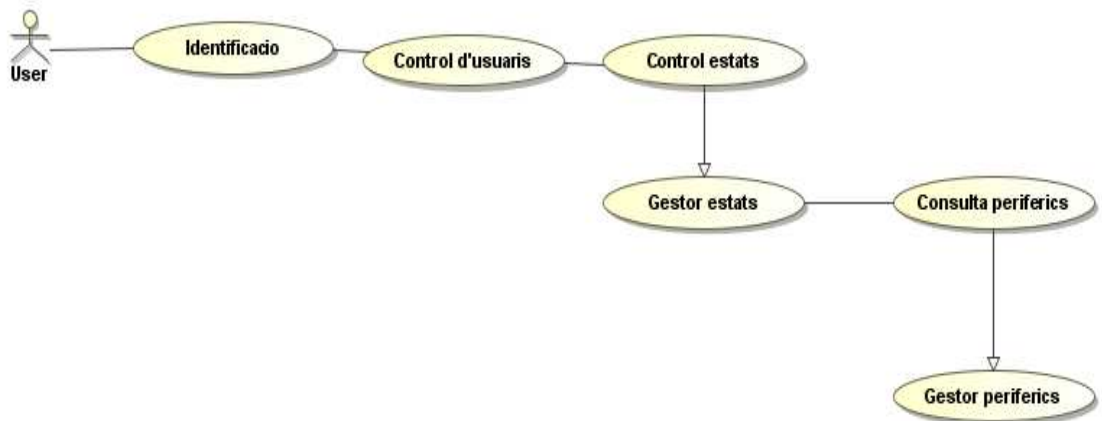 User
Identificacio
Control d'usuaris
Control estats
Gestor estats
Consulta periferics
Gestor periferics